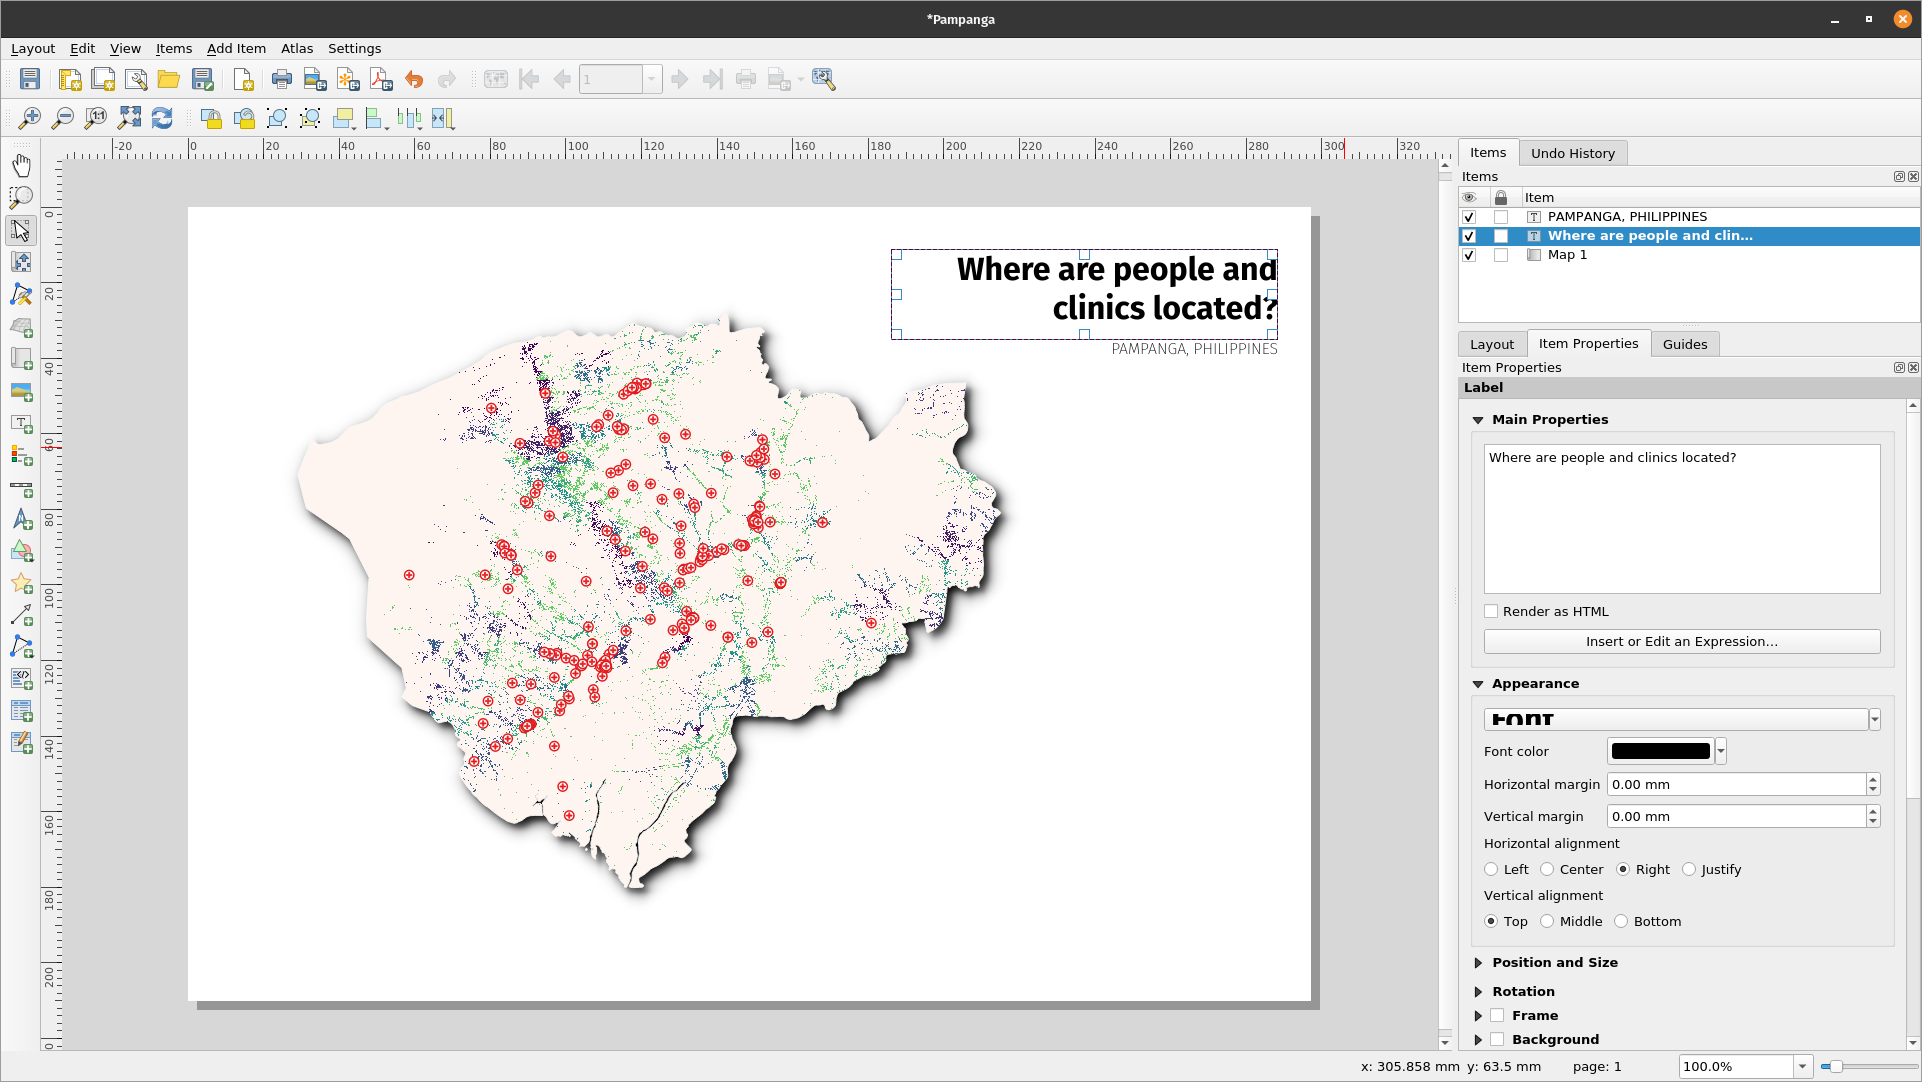 *Pampanga
Layout Edit View Items Add Item Atlas Settings
1
1:1
-20 0 20 40 60 80 100 120 140 160 180 200 220 240 260 280 300 320
0
20
40
60
80
100
120
140
160
180
200
0
Where are people and
clinics located?
PAMPANGA, PHILIPPINES
Items Undo History
Items
Item
PAMPANGA, PHILIPPINES
Where are people and clin...
Map 1
Layout Item Properties Guides
Item Properties
Label
Main Properties
Where are people and clinics located?
Render as HTML
Insert or Edit an Expression...
Appearance
Font
Font color
Horizontal margin 0.00 mm
Vertical margin 0.00 mm
Horizontal alignment
Left Center Right Justify
Vertical alignment
Top Middle Bottom
Position and Size
Rotation
Frame
Background
x: 305.858 mm y: 63.5 mm page: 1 100.0%